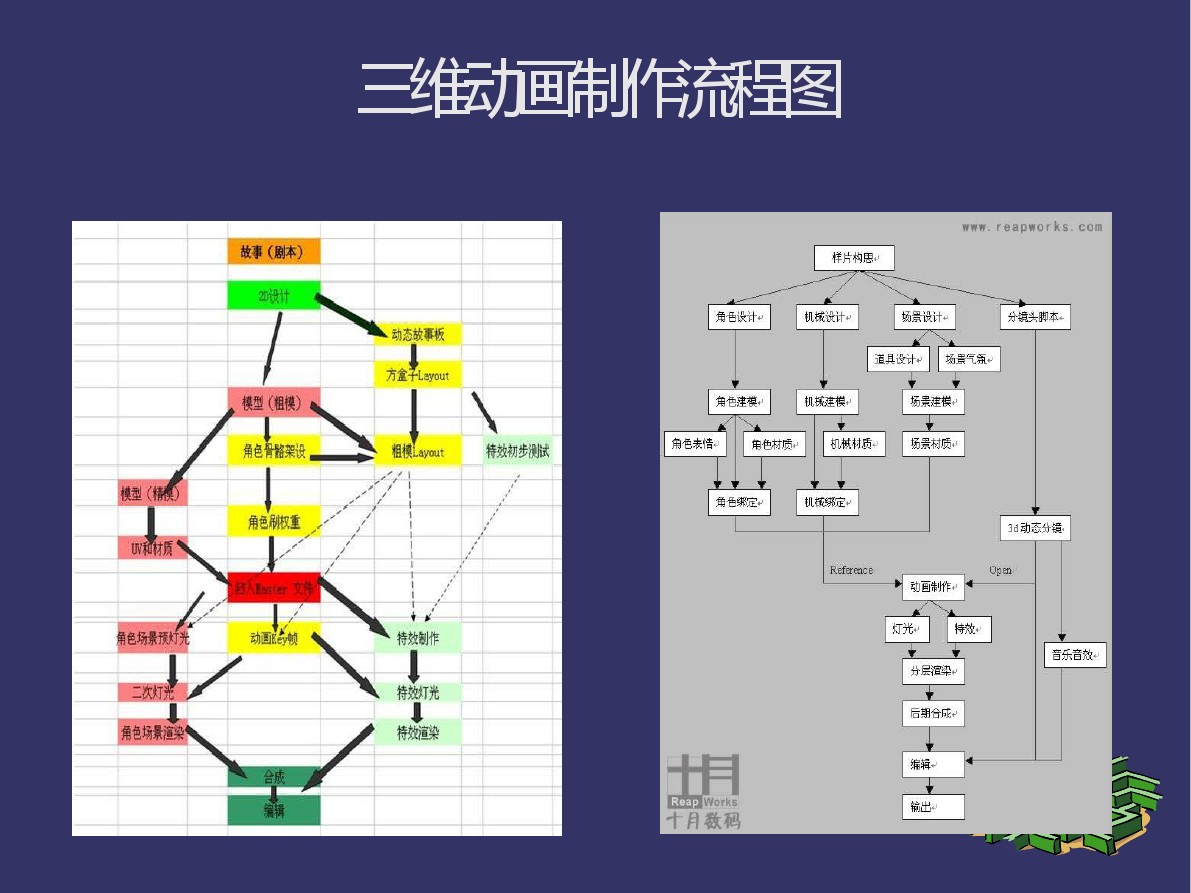 三维动画制作流程图
故事（剧本）
2D设计
动态故事板
方盒子Layout
模型（粗模）
角色骨骼架设
粗模Layout
特效初步测试
模型（精模）
角色刷权重
UV和材质
归入Master 文件
角色场景预灯光
动画Key帧
特效制作
二次灯光
特效灯光
角色场景渲染
特效渲染
合成
编辑
www.reapworks.com
样片构思
角色设计
机械设计
场景设计
分镜头脚本
道具设计
场景气氛
角色建模
机械建模
场景建模
角色表情
角色材质
机械材质
场景材质
角色绑定
机械绑定
3d动态分镜
Reference
Open
动画制作
灯光
特效
音乐音效
分层渲染
后期合成
编辑
输出
十月
Reap Works
十月数码